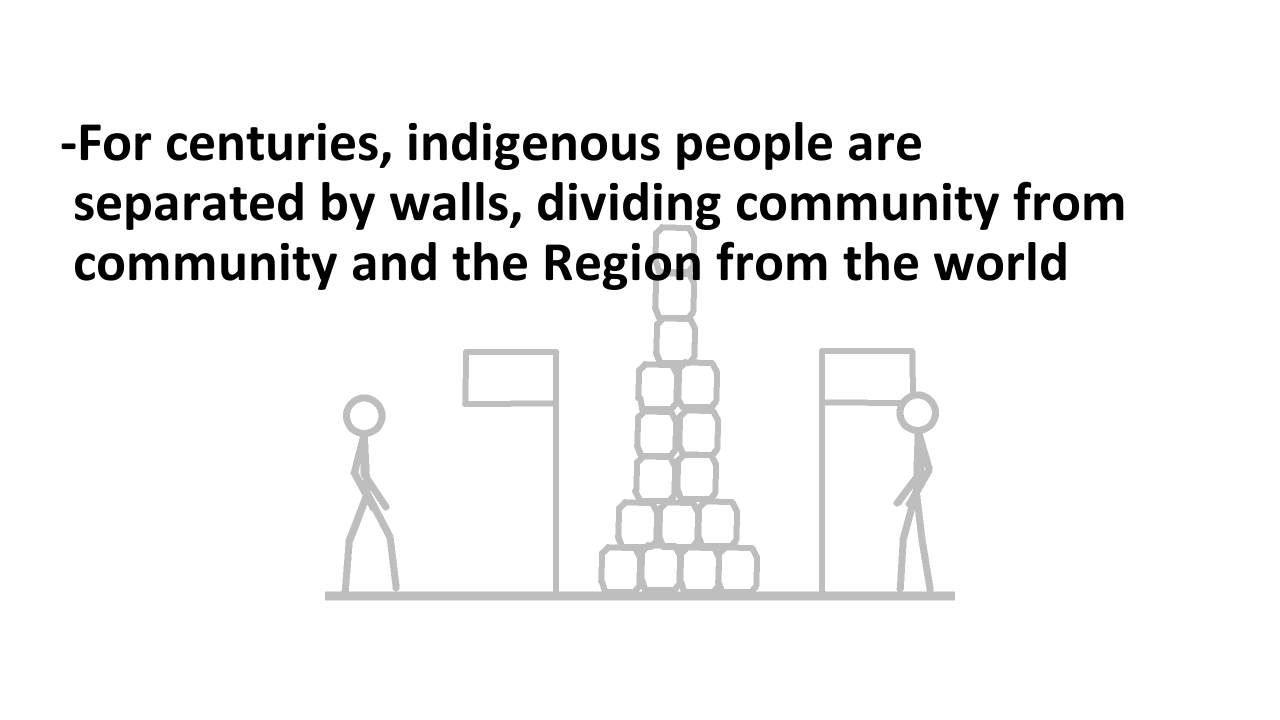 -For centuries, indigenous people are
separated by walls, dividing community from
community and the Region from the world